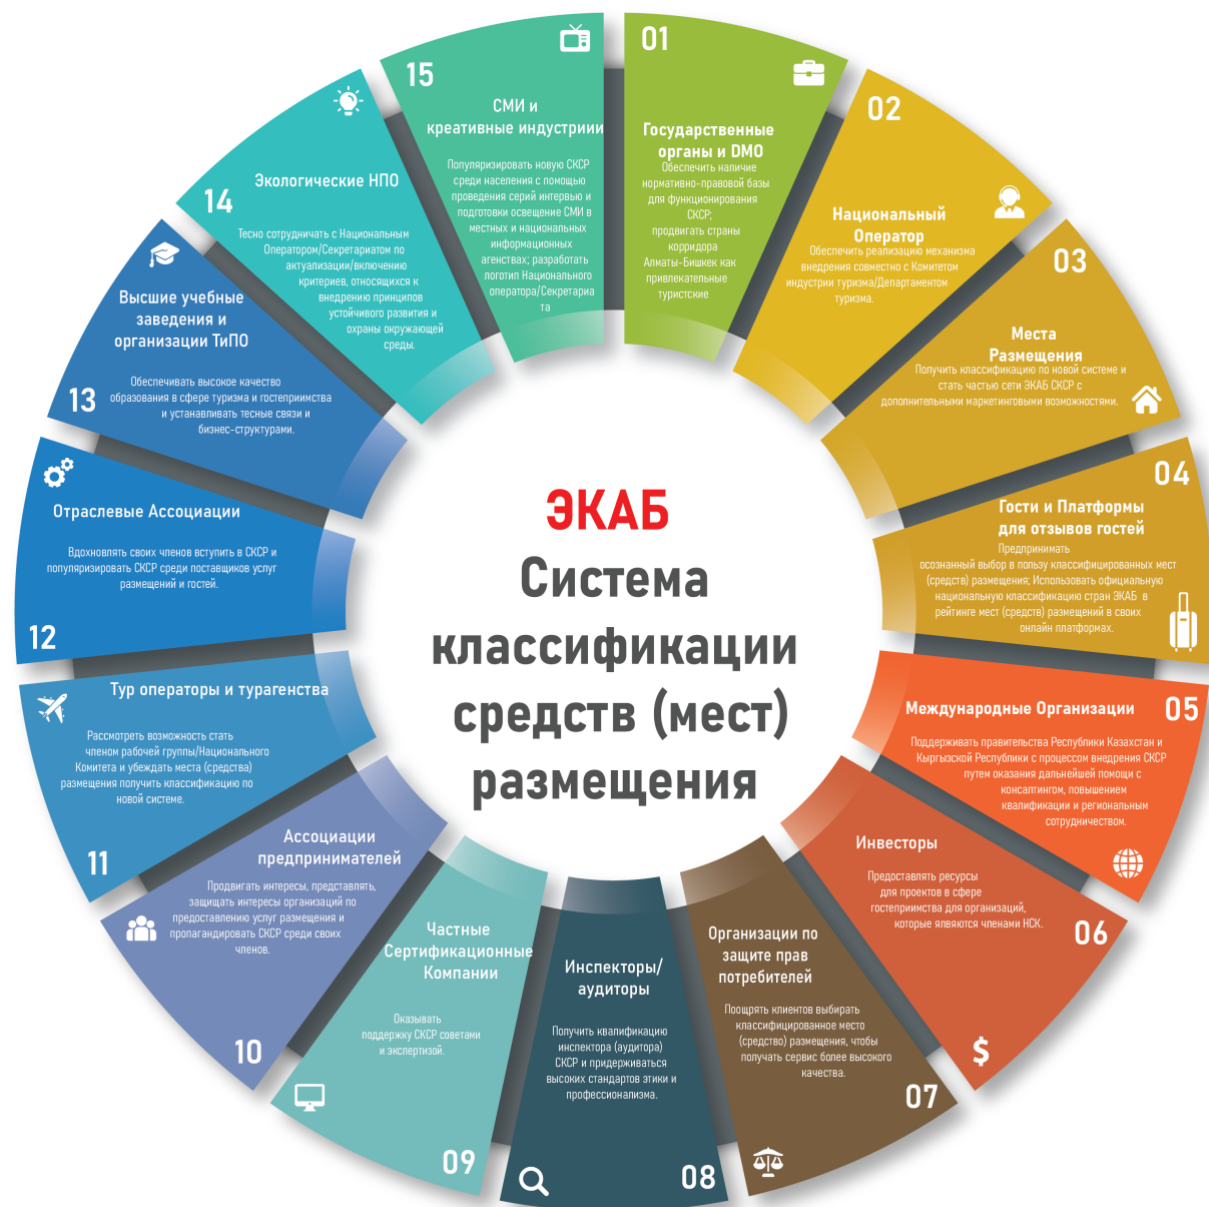 ЭКАБ
Система
классификации
средств (мест)
размещения
01
Государственные
органы и DMO
Обеспечить наличие
нормативно-правовой базы
для функционирования
СКСР;
продвигать страны
корридора
Алматы-Бишкек как
привлекательные
туристские
02
Национальный
Оператор
Обеспечить реализацию механизма
внедрения совместно с Комитетом
индустрии туризма/Департаментом
туризма.
03
Места
Размещения
Получить классификацию по новой системе и
стать частью сети ЭКАБ СКСР с
дополнительными маркетинговыми возможностями.
04
Гости и Платформы
для отзывов гостей
Предпринимать
осознанный выбор в пользу классифицированных мест
(средств) размещения; Использовать официальную
национальную классификацию стран ЭКАБ в
рейтинге мест (средств) размещений в своих
онлайн платформах.
05
Международные Организации
Поддерживать правительства Республики Казахстан и
Кыргызской Республики с процессом внедрения СКСР
путем оказания дальнейшей помощи с
консалтингом, повышением
квалификации и региональным
сотрудничеством.
06
Инвесторы
Предоставлять ресурсы
для проектов в сфере
гостеприимства для организаций,
которые явяются членами НСК.
$
07
Организации по
защите прав
потребителей
Поощрять клиентов выбирать
классифицированное место
(средство) размещения, чтобы
получать сервис более высокого
качества.
08
Инспекторы/
аудиторы
Получить квалификацию
инспектора (аудитора)
СКСР и придерживаться
высоких стандартов этики и
профессионализма.
09
Частные
Сертификационные
Компании
Оказывать
поддержку СКСР советами
и экспертизой.
10
Ассоциации
предпринимателей
Продвигать интересы, представлять,
защищать интересы организаций по
предоставлению услуг размещения и
пропагандировать СКСР среди своих
членов.
11
Тур операторы и турагенства
Рассмотреть возможность стать
членом рабочей группы/Национального
Комитета и убеждать места (средства)
размещения получить классификацию по
новой системе.
12
Отраслевые Ассоциации
Вдохновлять своих членов вступить в СКСР и
популяризировать СКСР среди поставщиков услуг
размещений и гостей.
13
Высшие учебные
заведения и
организации ТиПО
Обеспечивать высокое качество
образования в сфере туризма и гостеприимства
и устанавливать тесные связи и
бизнес-структурами.
14
Экологические НПО
Тесно сотрудничать с Национальным
Оператором/Секретариатом по
актуализации/включению
критериев, относящихся к
внедрению принципов
устойчивого развития и
охраны окружающей
среды.
15
СМИ и
креативные индустриии
Популяризировать новую СКСР
среди населения с помощью
проведения серий интервью и
подготовки освещение СМИ в
местных и национальных
информационных
агенствах; разработать
логотип Национального
оператора/Секретариа
та